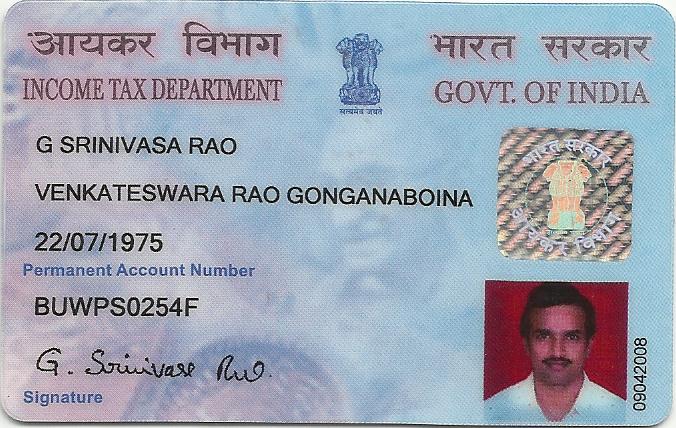 आयकर विभाग
भारत सरकार
INCOME TAX DEPARTMENT
GOVT. OF INDIA
सत्यमेव जयते
G SRINIVASA RAO
VENKATESWARA RAO GONGANABOINA
22/07/1975
Permanent Account Number
BUWPS0254F
G. Srinivasa Rao.
Signature
भारत सरकार
आयकर विभाग
09042008